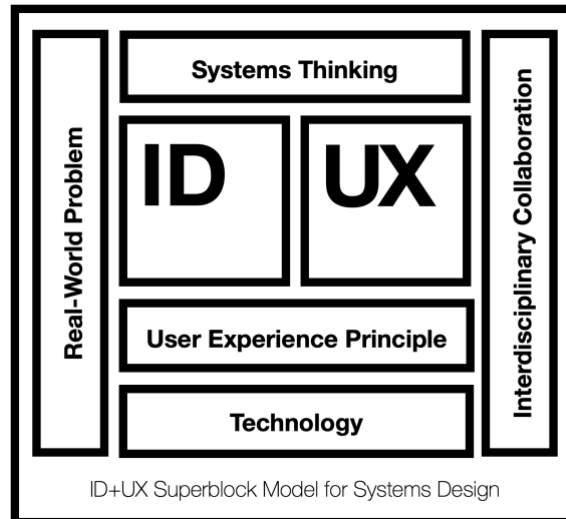 Systems Thinking
Real-World Problem
ID
UX
Interdisciplinary Collaboration
User Experience Principle
Technology
ID+UX Superblock Model for Systems Design